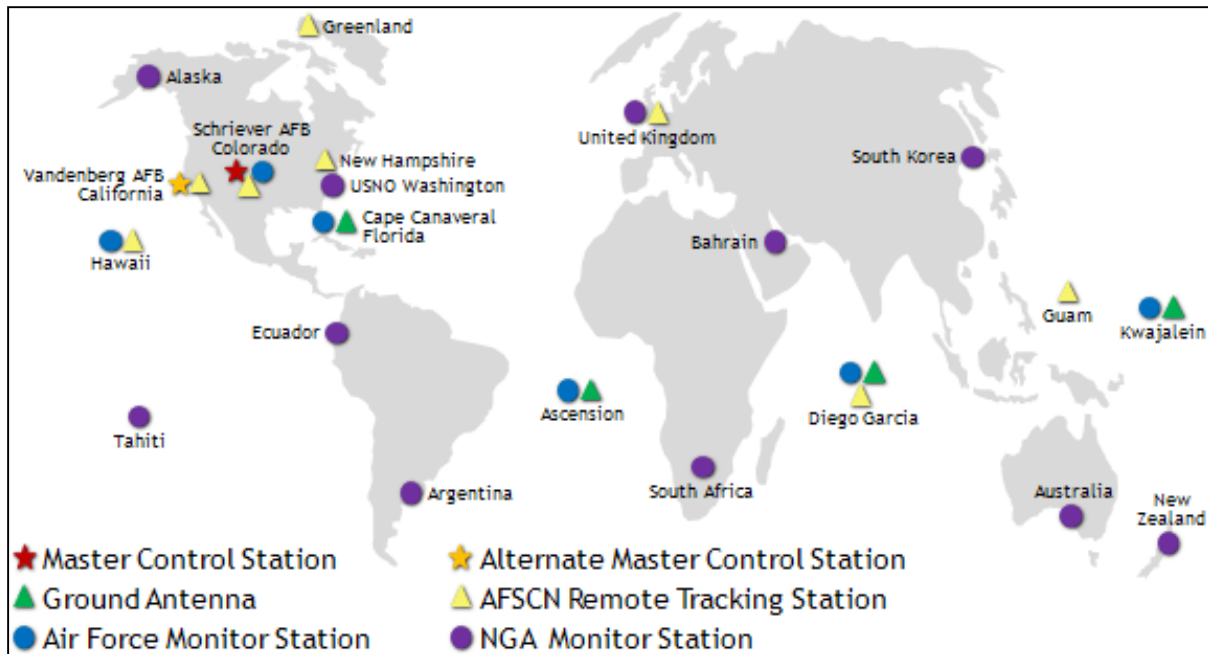 Greenland
Alaska
Schriever AFB
Colorado
United Kingdom
New Hampshire
South Korea
Vandenberg AFB
California
USNO Washington
Cape Canaveral
Florida
Hawaii
Bahrain
Guam
Kwajalein
Ecuador
Ascension
Diego Garcia
Tahiti
Argentina
South Africa
Australia
New
Zealand
Master Control Station
Alternate Master Control Station
Ground Antenna
AFSCN Remote Tracking Station
Air Force Monitor Station
NGA Monitor Station